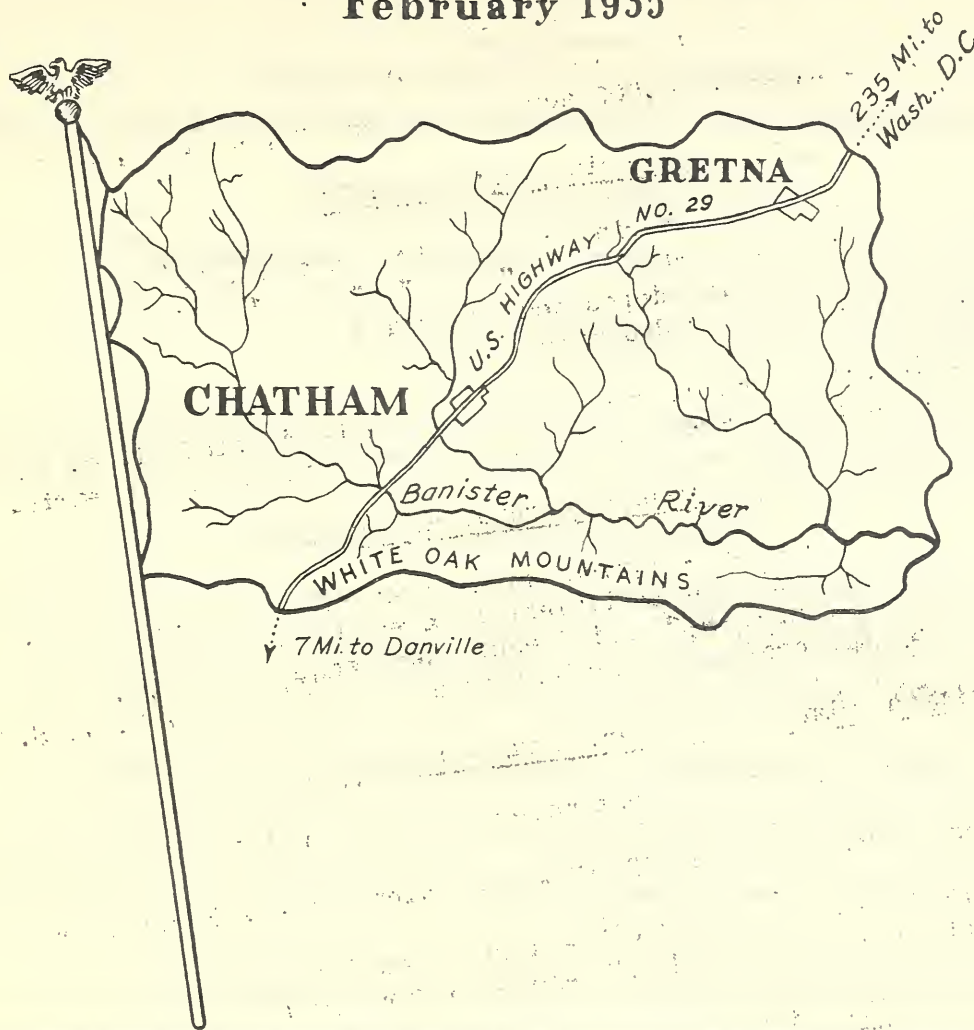 February 1955
235 Mi. to
Wash., D.C.
GRETNA
U.S. HIGHWAY NO. 29
CHATHAM
Banister River
WHITE OAK MOUNTAINS
7 Mi. to Danville